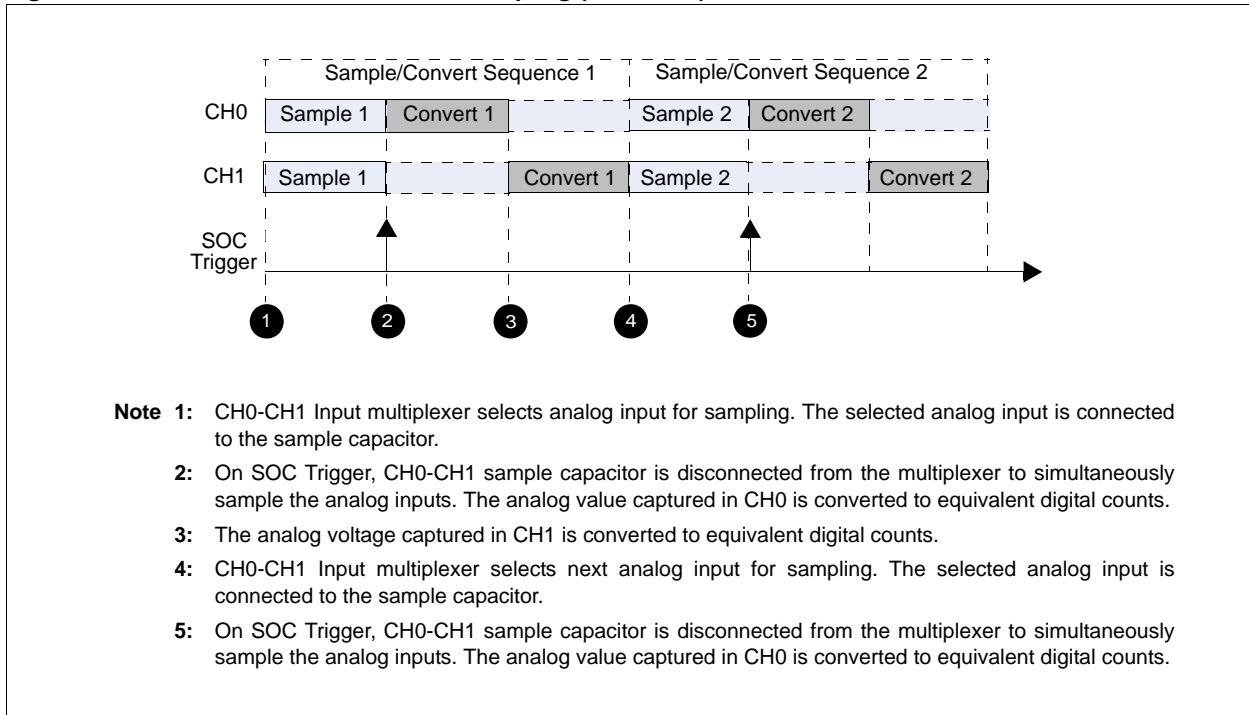 Sample/Convert Sequence 1 Sample/Convert Sequence 2
CH0 Sample 1 Convert 1 Sample 2 Convert 2
CH1 Sample 1 Convert 1 Sample 2 Convert 2
SOC
Trigger
1 2 3 4 5
Note 1: CH0-CH1 Input multiplexer selects analog input for sampling. The selected analog input is connected
to the sample capacitor.
2: On SOC Trigger, CH0-CH1 sample capacitor is disconnected from the multiplexer to simultaneously
sample the analog inputs. The analog value captured in CH0 is converted to equivalent digital counts.
3: The analog voltage captured in CH1 is converted to equivalent digital counts.
4: CH0-CH1 Input multiplexer selects next analog input for sampling. The selected analog input is
connected to the sample capacitor.
5: On SOC Trigger, CH0-CH1 sample capacitor is disconnected from the multiplexer to simultaneously
sample the analog inputs. The analog value captured in CH0 is converted to equivalent digital counts.